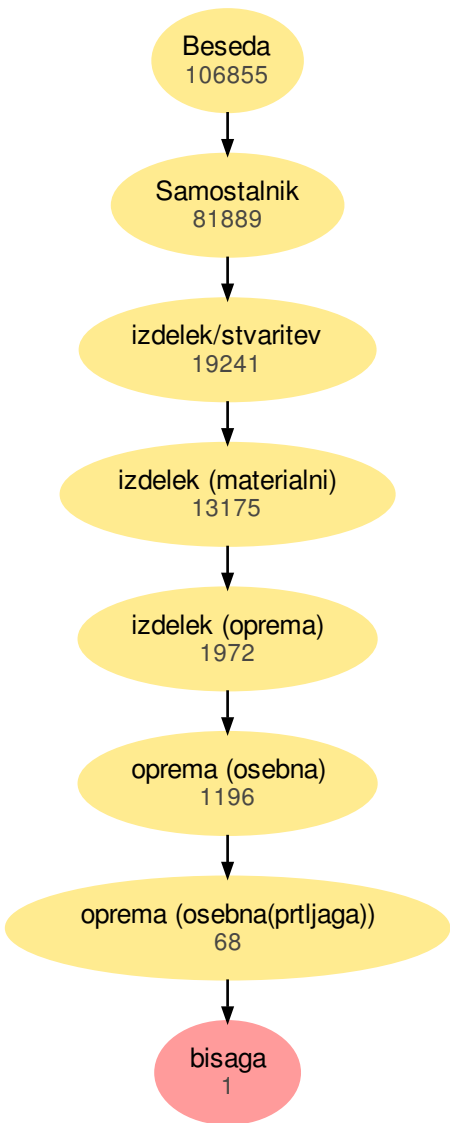 Beseda
106855
Samostalnik
81889
izdelek/stvaritev
19241
izdelek (materialni)
13175
izdelek (oprema)
1972
oprema (osebna)
1196
oprema (osebna(prtljaga))
68
bisaga
1